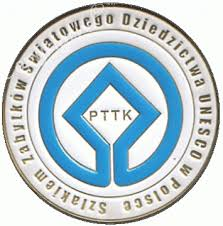 Szlakiem Zabytków Światowego Dziedzictwa UNESCO w Polsce
PTTK